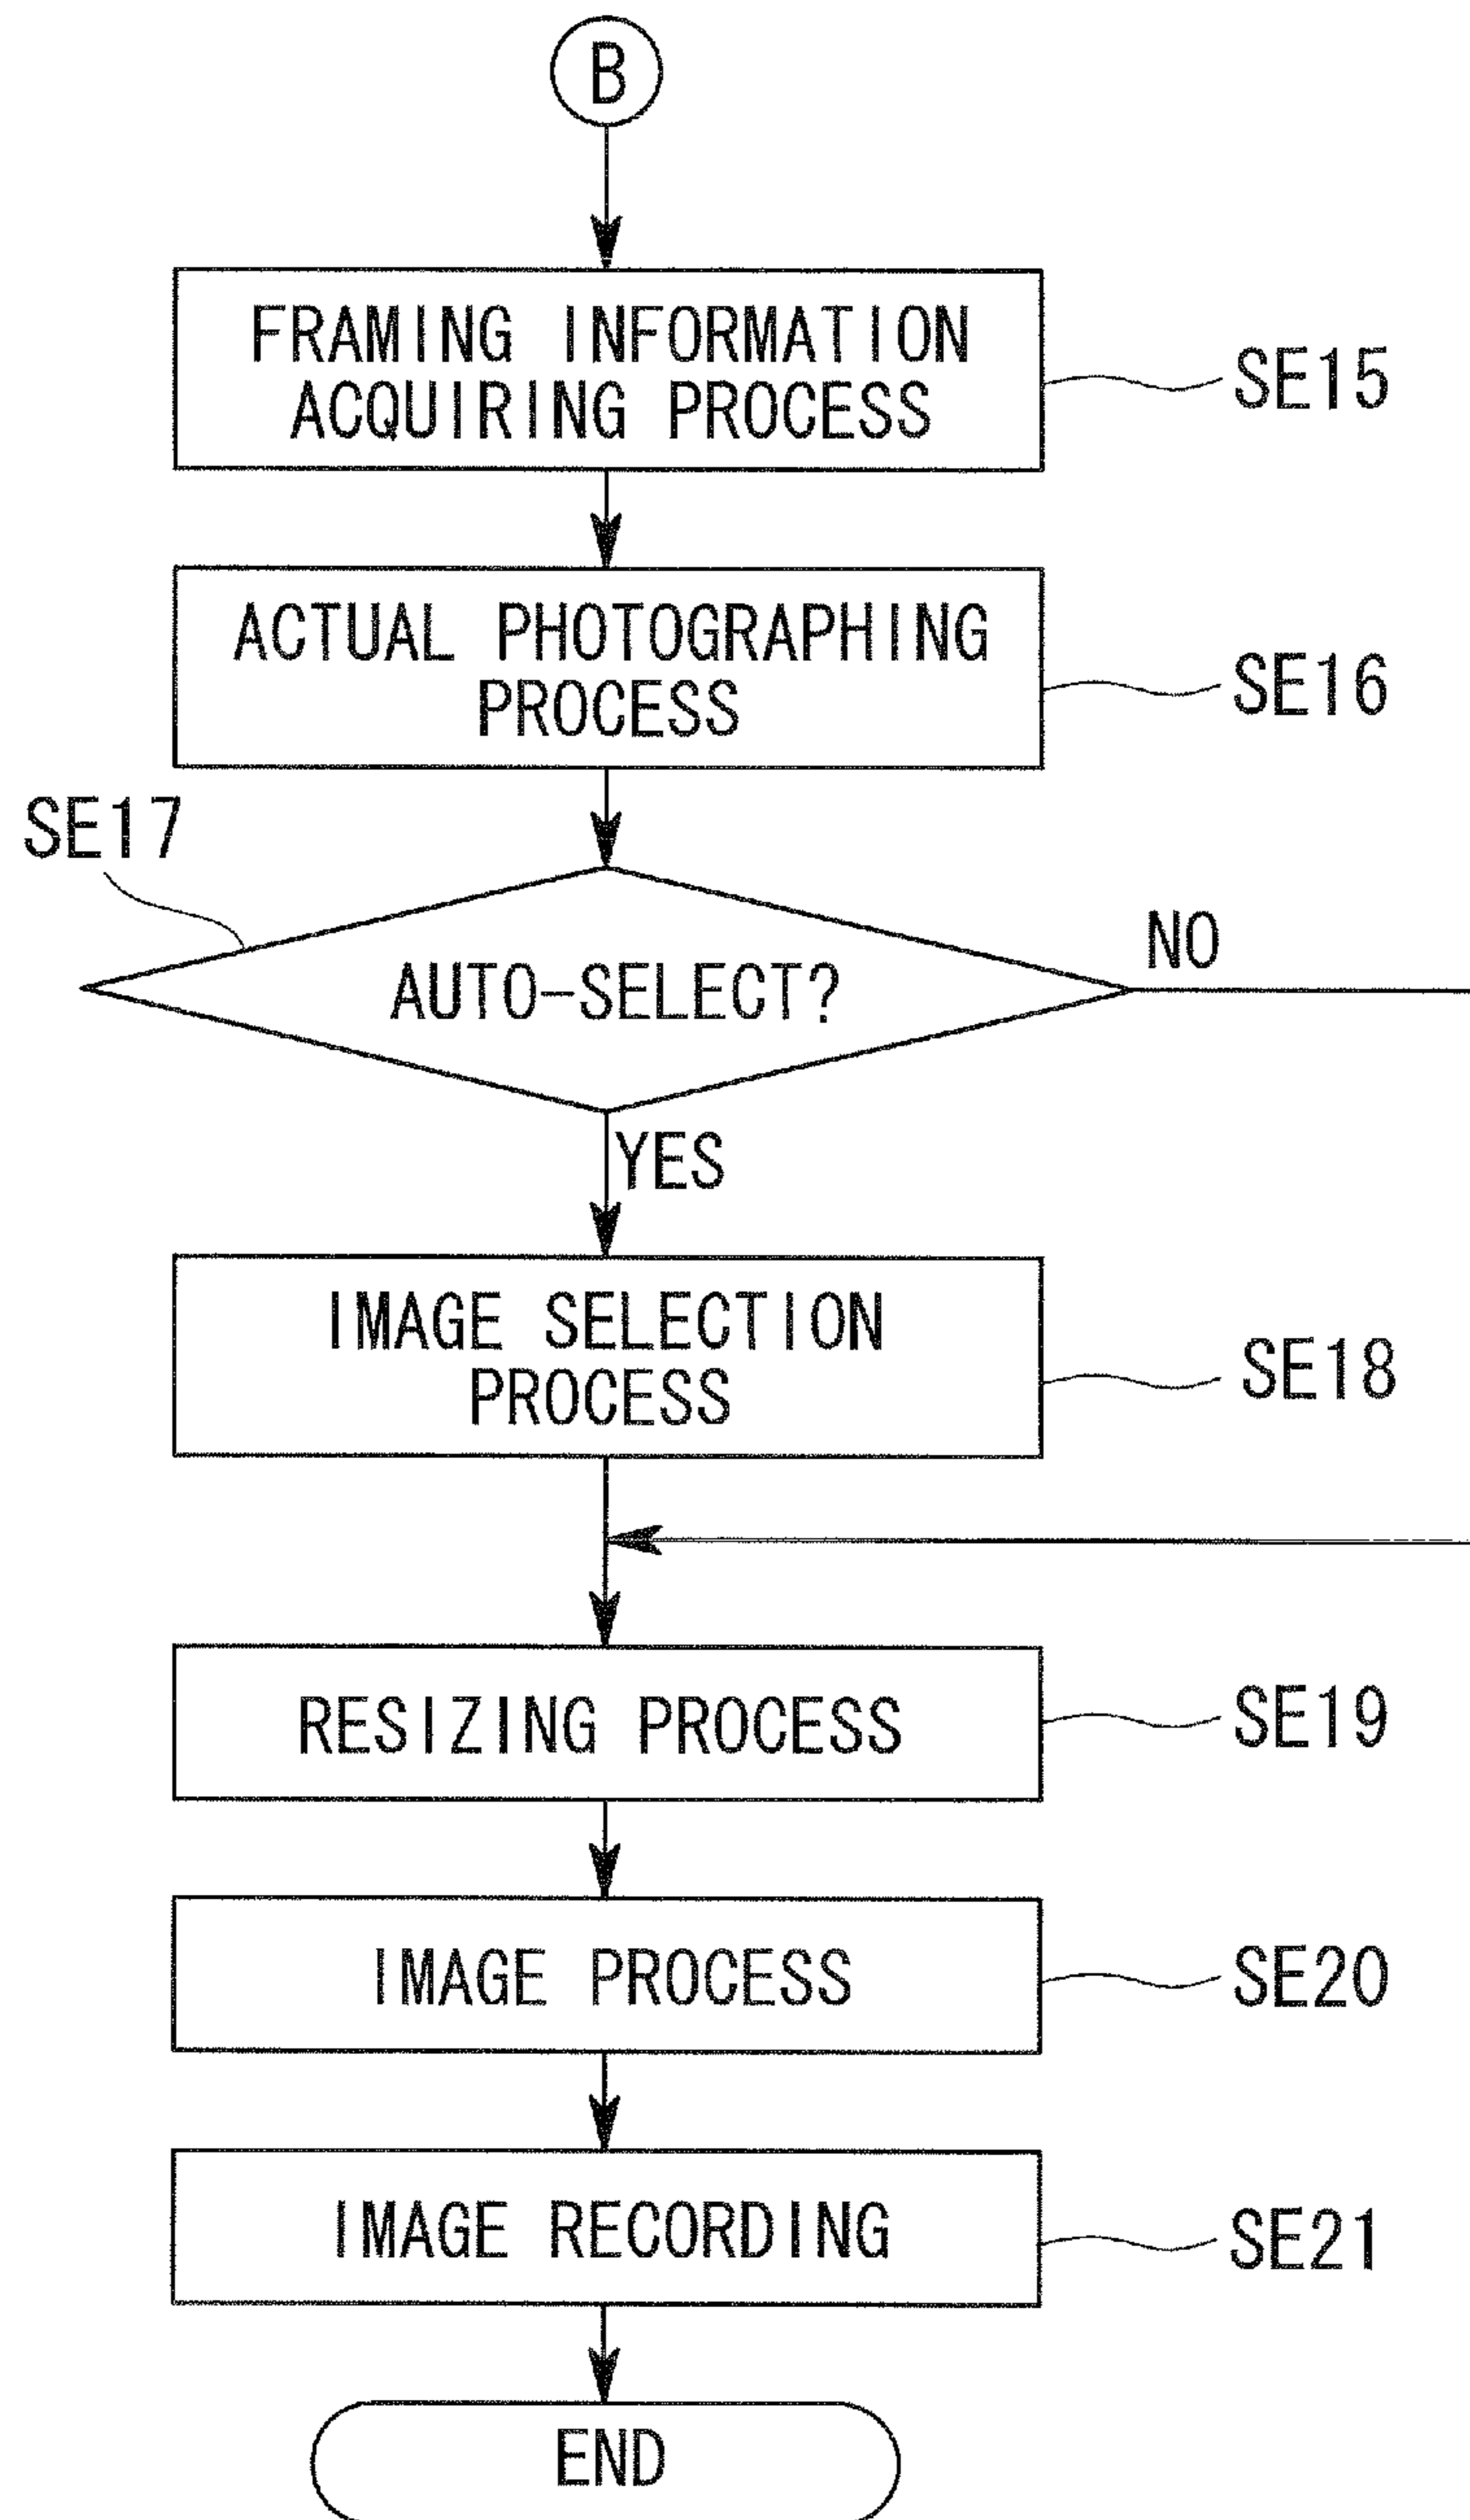 B
FRAMING INFORMATION
ACQUIRING PROCESS
SE15
ACTUAL PHOTOGRAPHING
PROCESS
SE16
SE17
AUTO-SELECT?
NO
YES
IMAGE SELECTION
PROCESS
SE18
RESIZING PROCESS
SE19
IMAGE PROCESS
SE20
IMAGE RECORDING
SE21
END